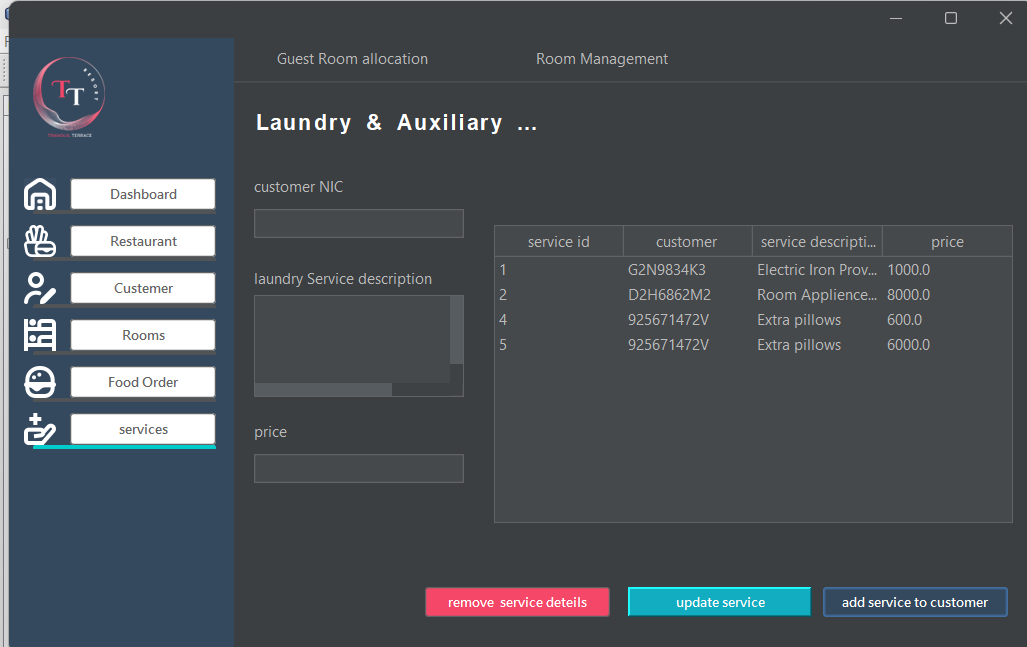 Guest Room allocation
Room Management
TT
RESORT
TRANQUIL TERRACE
Laundry & Auxiliary ...
Dashboard
Restaurant
Custemer
Rooms
Food Order
services
customer NIC
laundry Service description
price
service id customer service descripti... price
1 G2N9834K3 Electric Iron Prov... 1000.0
2 D2H6862M2 Room Applience... 8000.0
4 925671472V Extra pillows 600.0
5 925671472V Extra pillows 6000.0
remove service deteils
update service
add service to customer